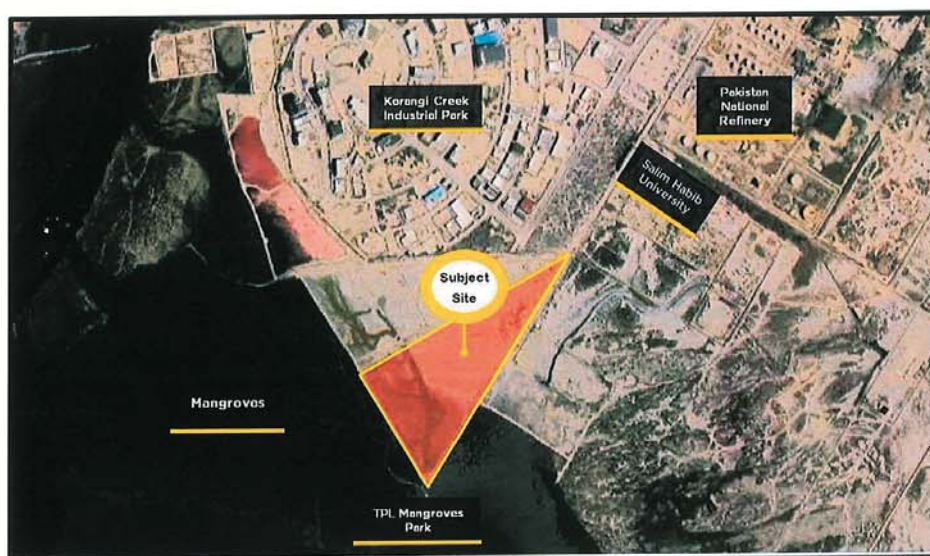 Korangi Creek
Industrial Park
Pakistan
National
Refinery
Salim Habib
University
Subject
Site
Mangroves
TPL Mangroves
Park